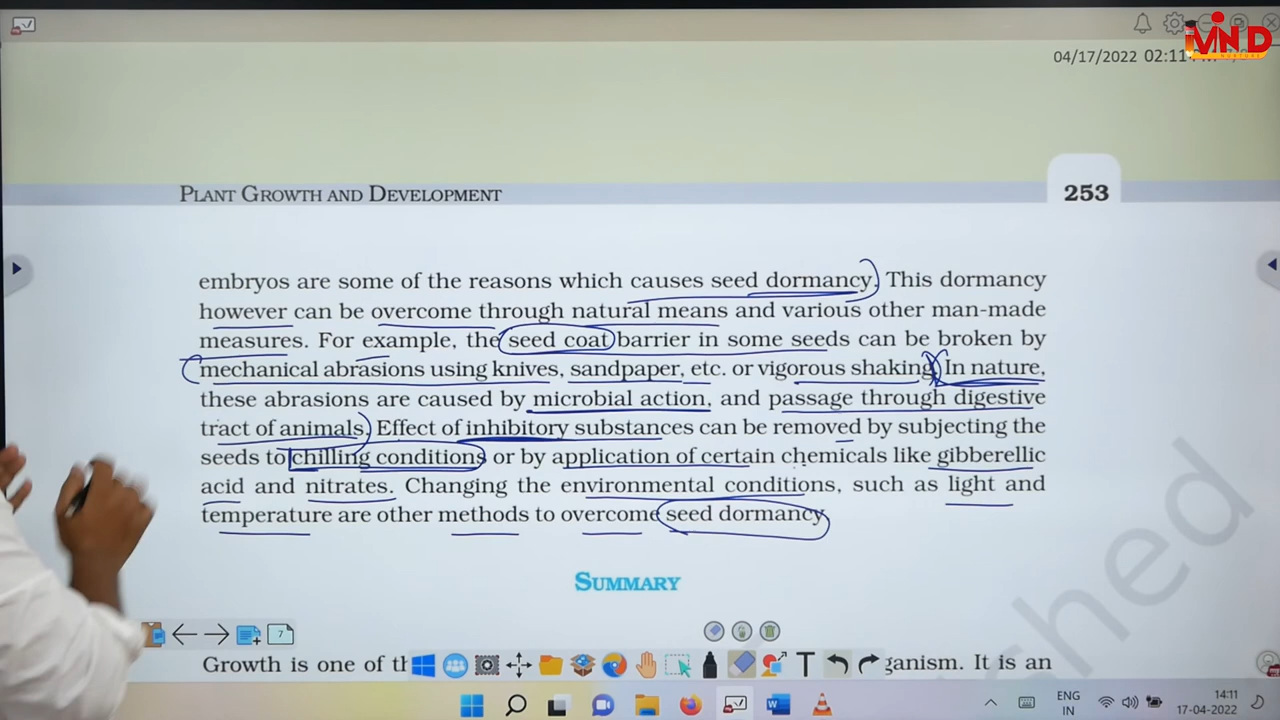 MIND
04/17/2022 02:11
PLANT GROWTH AND DEVELOPMENT
253
embryos are some of the reasons which causes seed dormancy. This dormancy
however can be overcome through natural means and various other man-made
measures. For example, the seed coat barrier in some seeds can be broken by
mechanical abrasions using knives, sandpaper, etc. or vigorous shaking. In nature,
these abrasions are caused by microbial action, and passage through digestive
tract of animals. Effect of inhibitory substances can be removed by subjecting the
seeds to chilling conditions or by application of certain chemicals like gibberellic
acid and nitrates. Changing the environmental conditions, such as light and
temperature are other methods to overcome seed dormancy
SUMMARY
shed
7
Growth is one of th
ganism. It is an
T
ENG
IN
14:11
17-04-2022